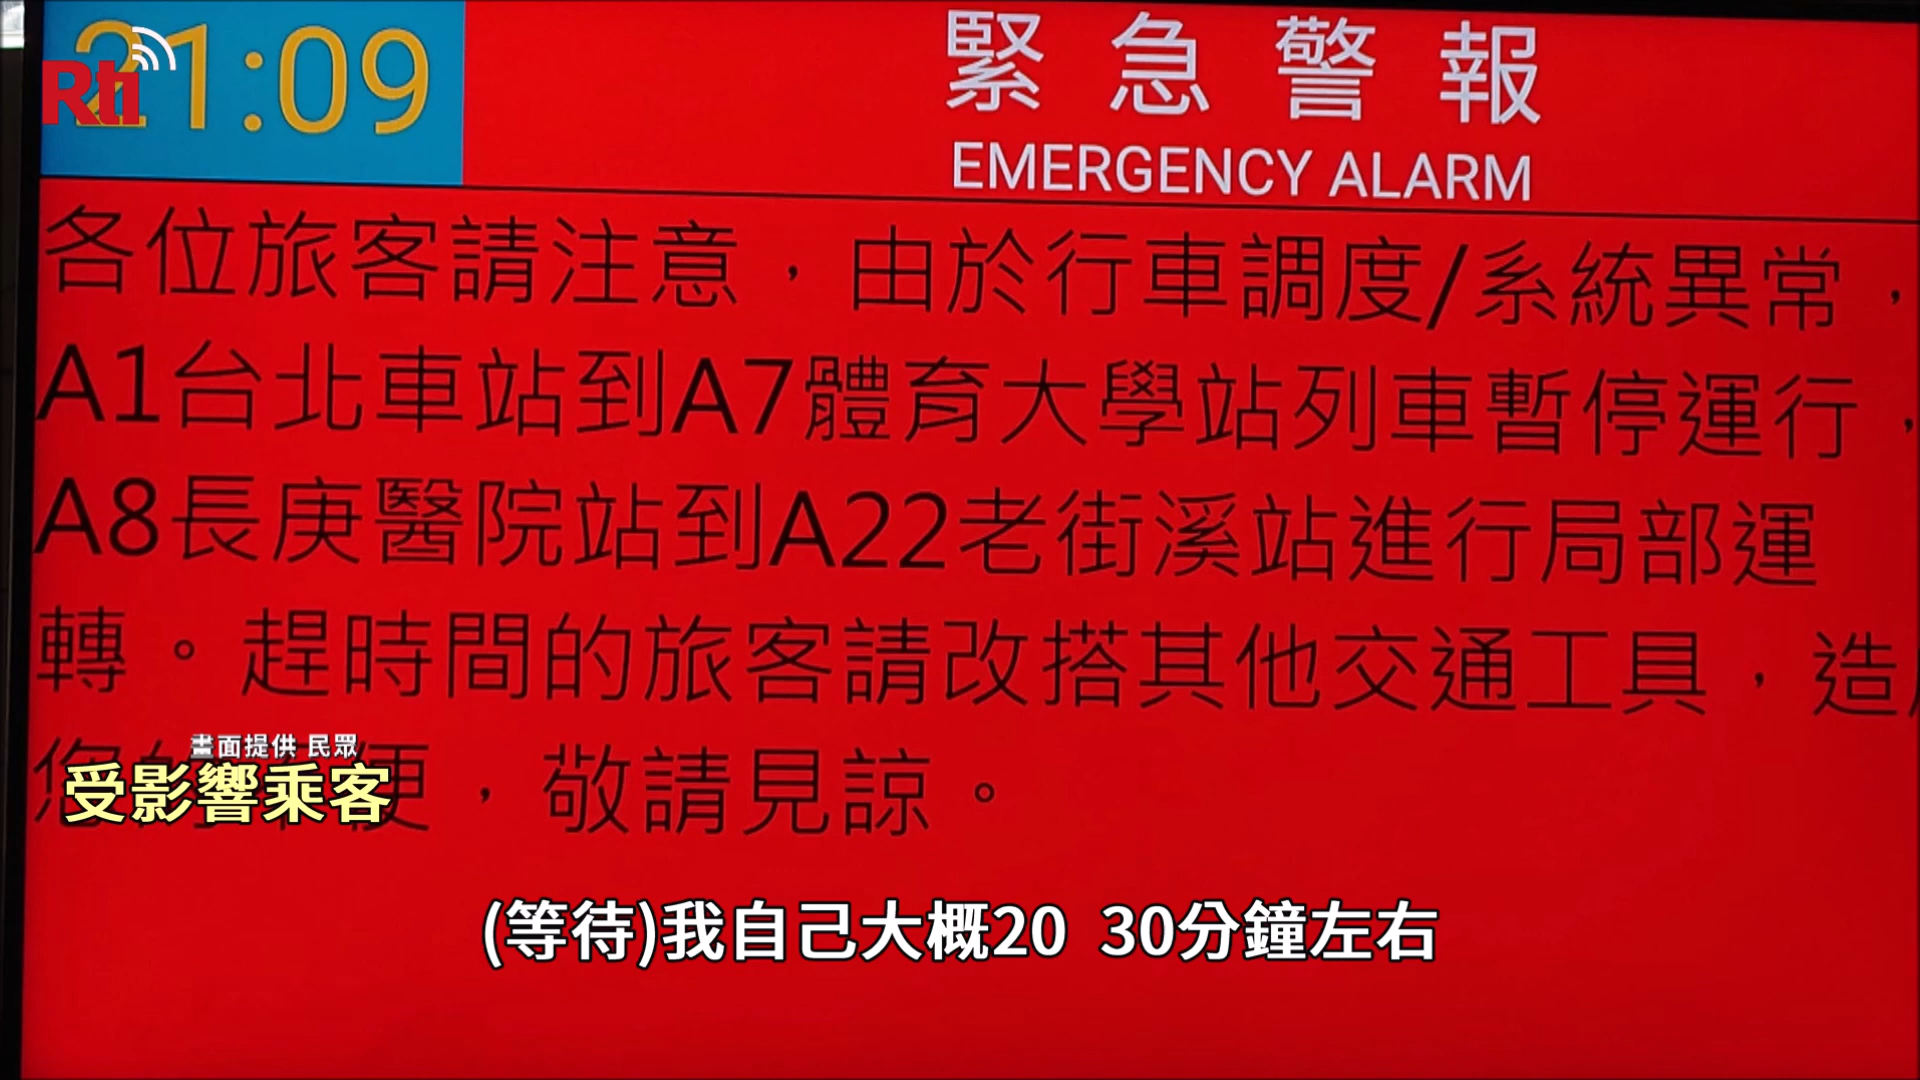 21:09
Rti
緊急警報
EMERGENCY ALARM
各位旅客請注意，由於行車調度/系統異常，
A1台北車站到A7體育大學站列車暫停運行，
A8長庚醫院站到A22老街溪站進行局部運
轉。趕時間的旅客請改搭其他交通工具，造
便，敬請見諒。
畫面提供 民眾
受影響乘客
(等待)我自己大概20 30分鐘左右